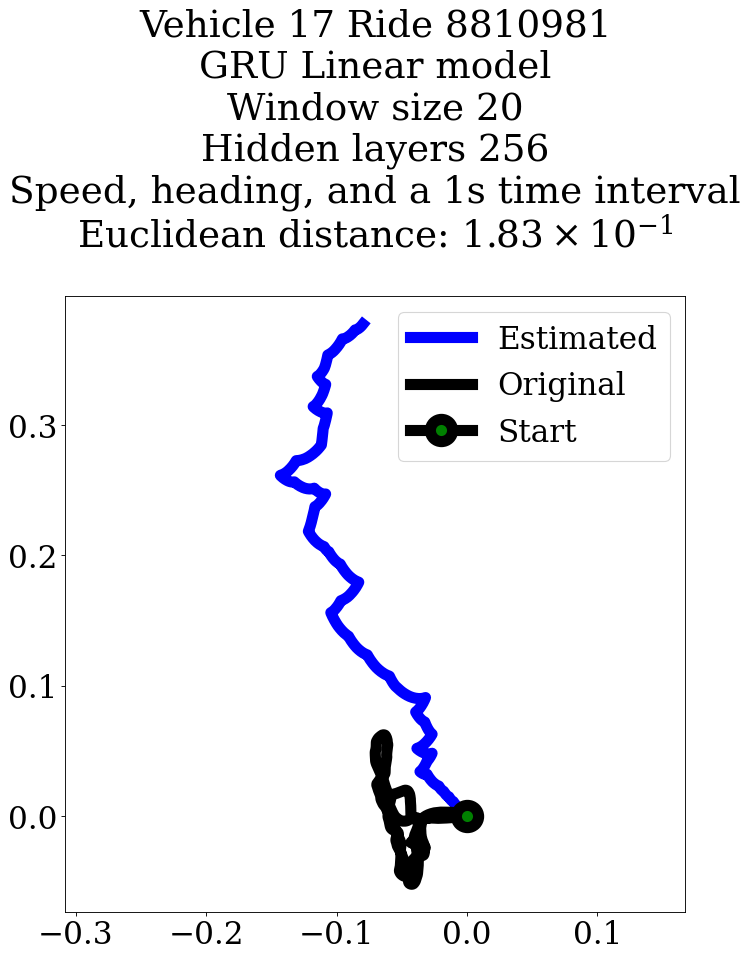 Vehicle 17 Ride 8810981
GRU Linear model
Window size 20
Hidden layers 256
Speed, heading, and a 1s time interval
Euclidean distance: 1.83 × 10⁻¹
Estimated
Original
Start
0.3
0.2
0.1
0.0
−0.3 −0.2 −0.1 0.0 0.1